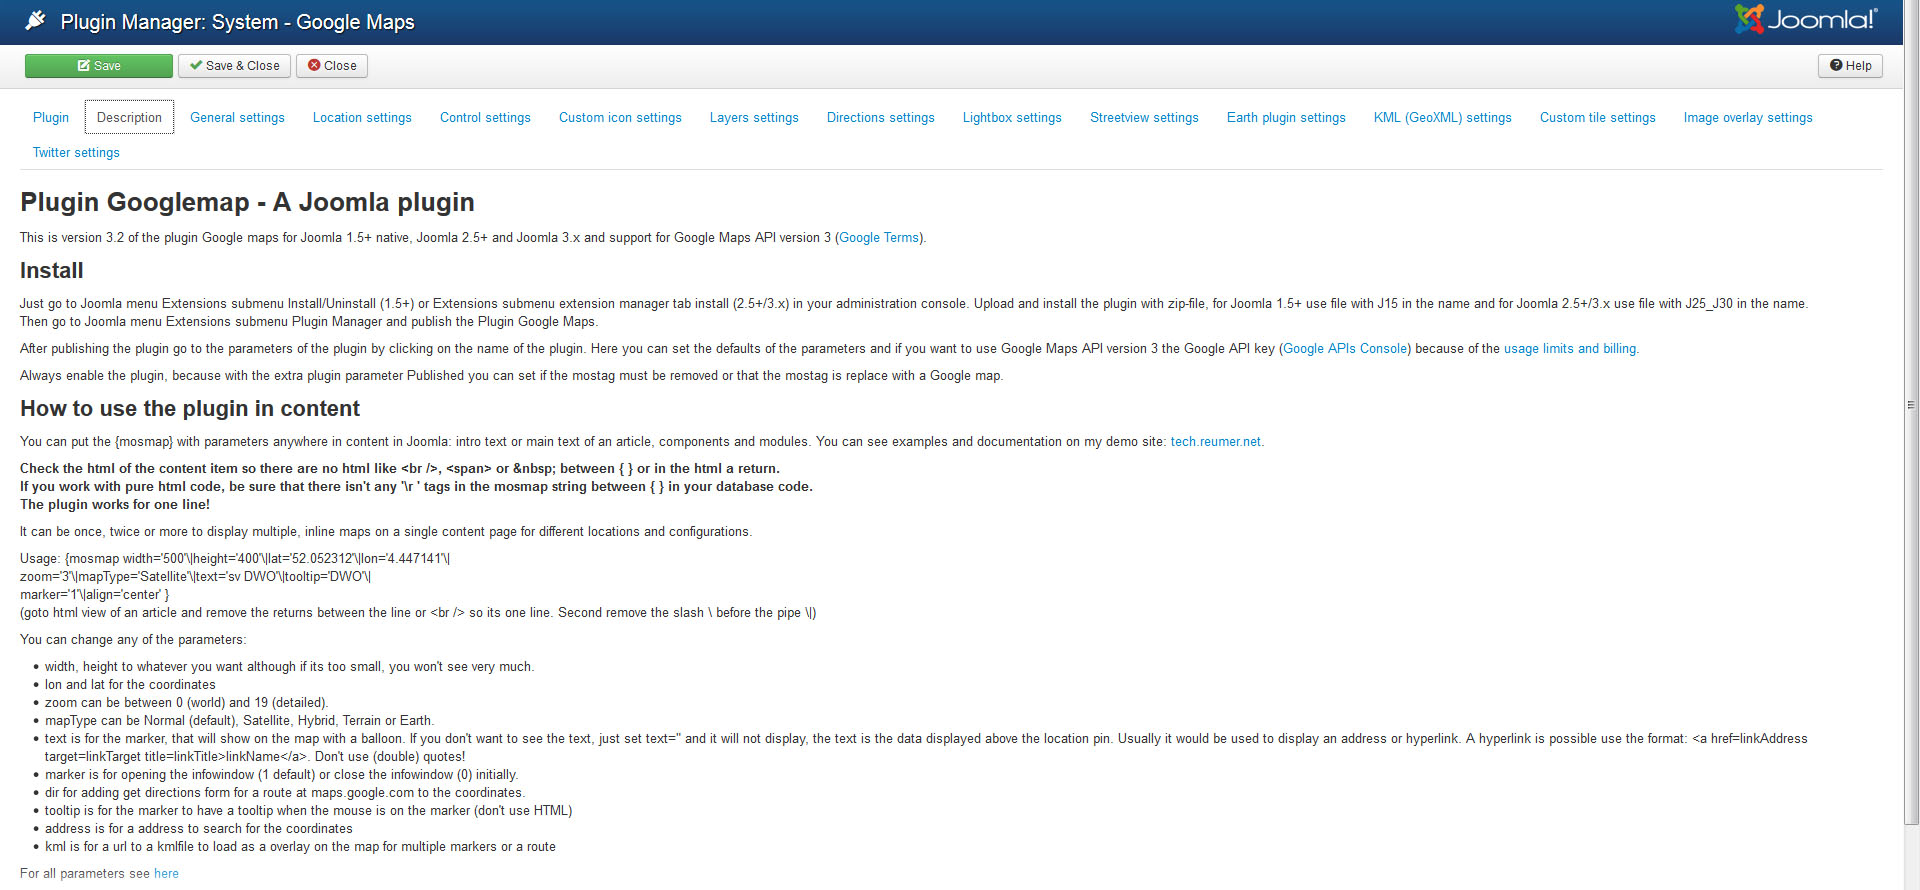 Plugin Manager: System - Google Maps
Joomla!®
Save
Save & Close
Close
Help
Plugin
Description
General settings
Location settings
Control settings
Custom icon settings
Layers settings
Directions settings
Lightbox settings
Streetview settings
Earth plugin settings
KML (GeoXML) settings
Custom tile settings
Image overlay settings
Twitter settings
Plugin Googlemap - A Joomla plugin
This is version 3.2 of the plugin Google maps for Joomla 1.5+ native, Joomla 2.5+ and Joomla 3.x and support for Google Maps API version 3 (Google Terms).
Install
Just go to Joomla menu Extensions submenu Install/Uninstall (1.5+) or Extensions submenu extension manager tab install (2.5+/3.x) in your administration console. Upload and install the plugin with zip-file, for Joomla 1.5+ use file with J15 in the name and for Joomla 2.5+/3.x use file with J25_J30 in the name.
Then go to Joomla menu Extensions submenu Plugin Manager and publish the Plugin Google Maps.
After publishing the plugin go to the parameters of the plugin by clicking on the name of the plugin. Here you can set the defaults of the parameters and if you want to use Google Maps API version 3 the Google API key (Google APIs Console) because of the usage limits and billing.
Always enable the plugin, because with the extra plugin parameter Published you can set if the mostag must be removed or that the mostag is replace with a Google map.
How to use the plugin in content
You can put the {mosmap} with parameters anywhere in content in Joomla: intro text or main text of an article, components and modules. You can see examples and documentation on my demo site: tech.reumer.net.
Check the html of the content item so there are no html like <br />, <span> or &nbsp; between { } or in the html a return.
If you work with pure html code, be sure that there isn't any '\r ' tags in the mosmap string between { } in your database code.
The plugin works for one line!
It can be once, twice or more to display multiple, inline maps on a single content page for different locations and configurations.
Usage: {mosmap width='500'\|height='400'\|lat='52.052312'\|lon='4.447141'\|
zoom='3'\|mapType='Satellite'\|text='sv DWO'\|tooltip='DWO'\|
marker='1'\|align='center' }
(goto html view of an article and remove the returns between the line or <br /> so its one line. Second remove the slash \ before the pipe \|)
You can change any of the parameters:
• width, height to whatever you want although if its too small, you won't see very much.
• lon and lat for the coordinates
• zoom can be between 0 (world) and 19 (detailed).
• mapType can be Normal (default), Satellite, Hybrid, Terrain or Earth.
• text is for the marker, that will show on the map with a balloon. If you don't want to see the text, just set text='' and it will not display, the text is the data displayed above the location pin. Usually it would be used to display an address or hyperlink. A hyperlink is possible use the format: <a href=linkAddress
target=linkTarget title=linkTitle>linkName</a>. Don't use (double) quotes!
• marker is for opening the infowindow (1 default) or close the infowindow (0) initially.
• dir for adding get directions form for a route at maps.google.com to the coordinates.
• tooltip is for the marker to have a tooltip when the mouse is on the marker (don't use HTML)
• address is for a address to search for the coordinates
• kml is for a url to a kmlfile to load as a overlay on the map for multiple markers or a route
For all parameters see here